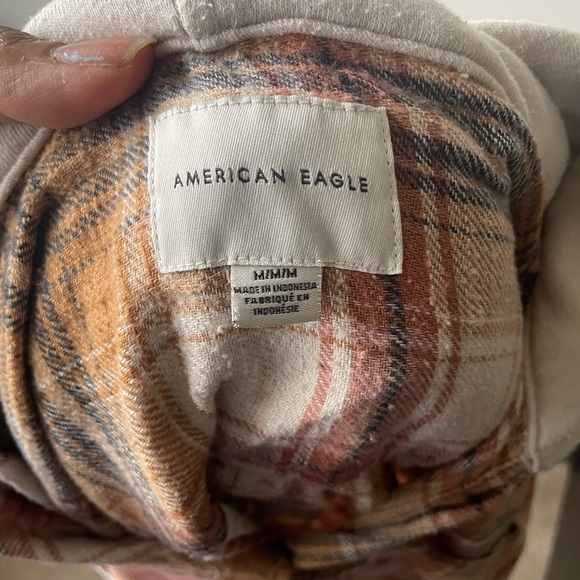 AMERICAN EAGLE
M/M/M
MADE IN INDONESIA
FABRIQUÉ EN
INDONÉSIE